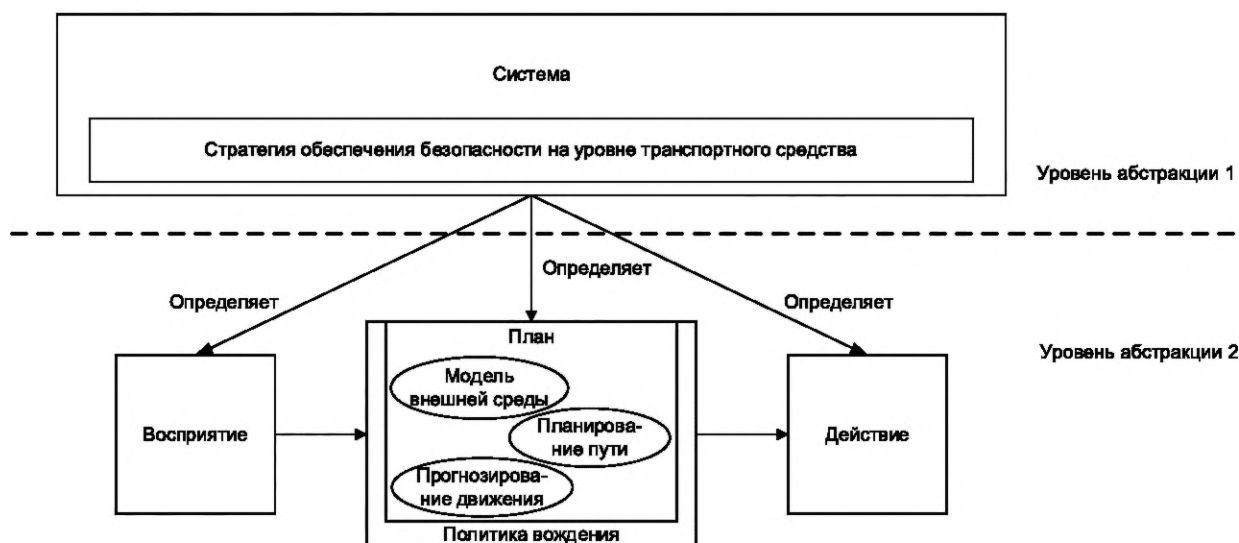 Система
Стратегия обеспечения безопасности на уровне транспортного средства
Уровень абстракции 1
Определяет
Определяет
Определяет
План
Уровень абстракции 2
Модель
внешней среды
Восприятие
Планирова-
ние пути
Действие
Прогнозирова-
ние движения
Политика вождения